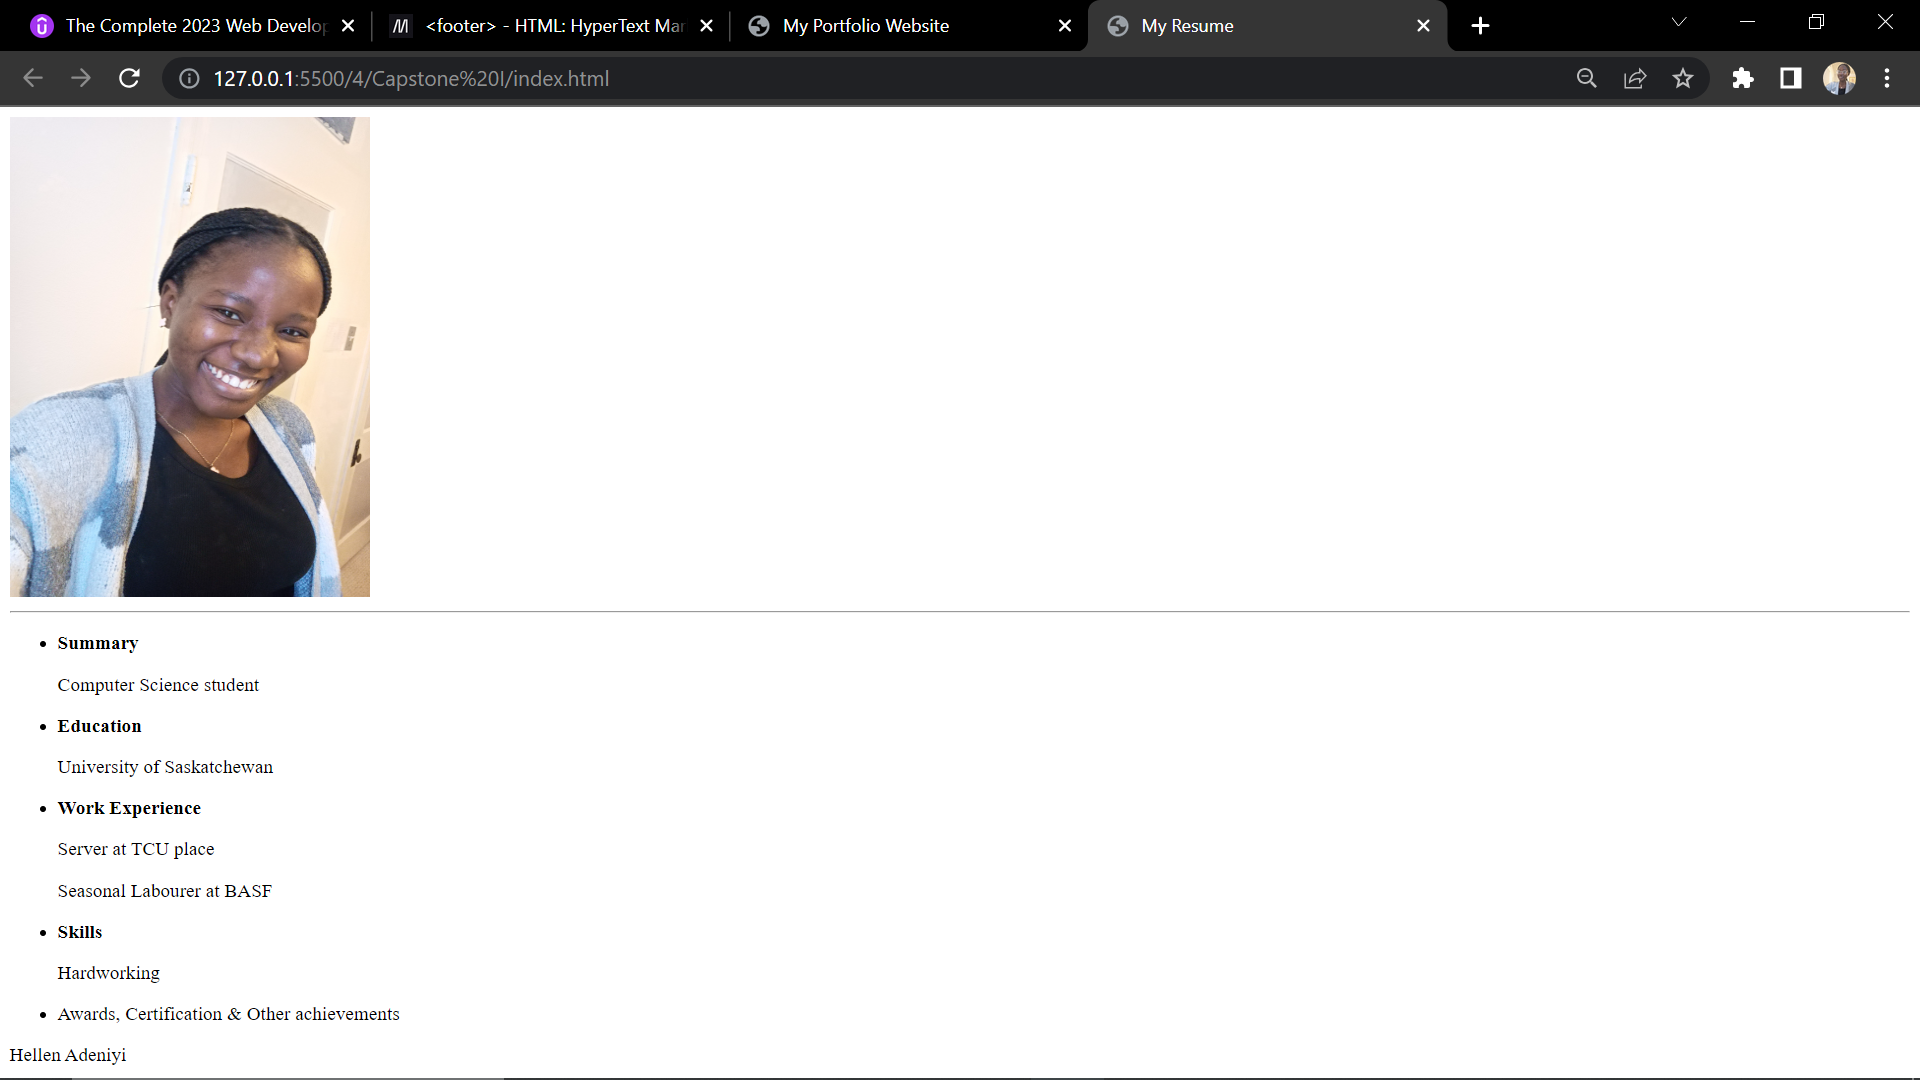 The Complete 2023 Web Develop
<footer> - HTML: HyperText Mar
My Portfolio Website
My Resume
127.0.0.1:5500/4/Capstone%20I/index.html
Summary
Computer Science student
Education
University of Saskatchewan
Work Experience
Server at TCU place
Seasonal Labourer at BASF
Skills
Hardworking
Awards, Certification & Other achievements
Hellen Adeniyi